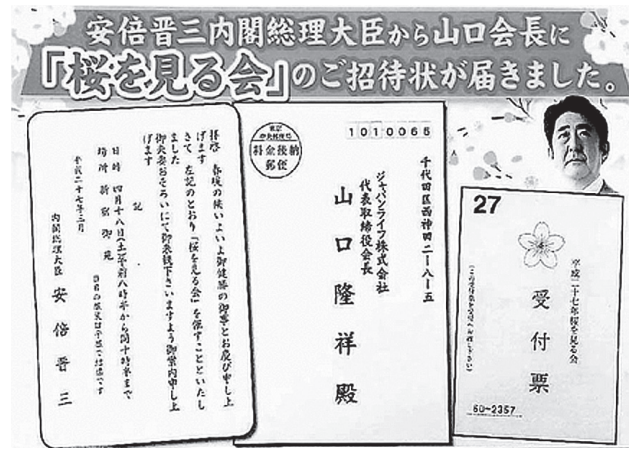 安倍晋三内閣総理大臣から山口会長に
「桜を見る会」のご招待状が届きました。
拝啓 春暖の候いよいよ御健勝の御事とお慶び申し上
げます
さて 左記のとおり「桜を見る会」を催すことといたし
ました
御夫妻おそろいにて御来観下さいますよう御案内申し上
げます
記
日時 四月十八日(土)午前八時半から同十時半まで
場所 新宿御苑
平成二十七年三月
内閣総理大臣 安倍晋三
東京
料金後納
郵便
1010065
千代田区西神田二ー八ー五
ジャパンライフ株式会社
代表取締役会長
山口隆祥殿
27
平成二十七年桜を見る会
受付票
60-2357